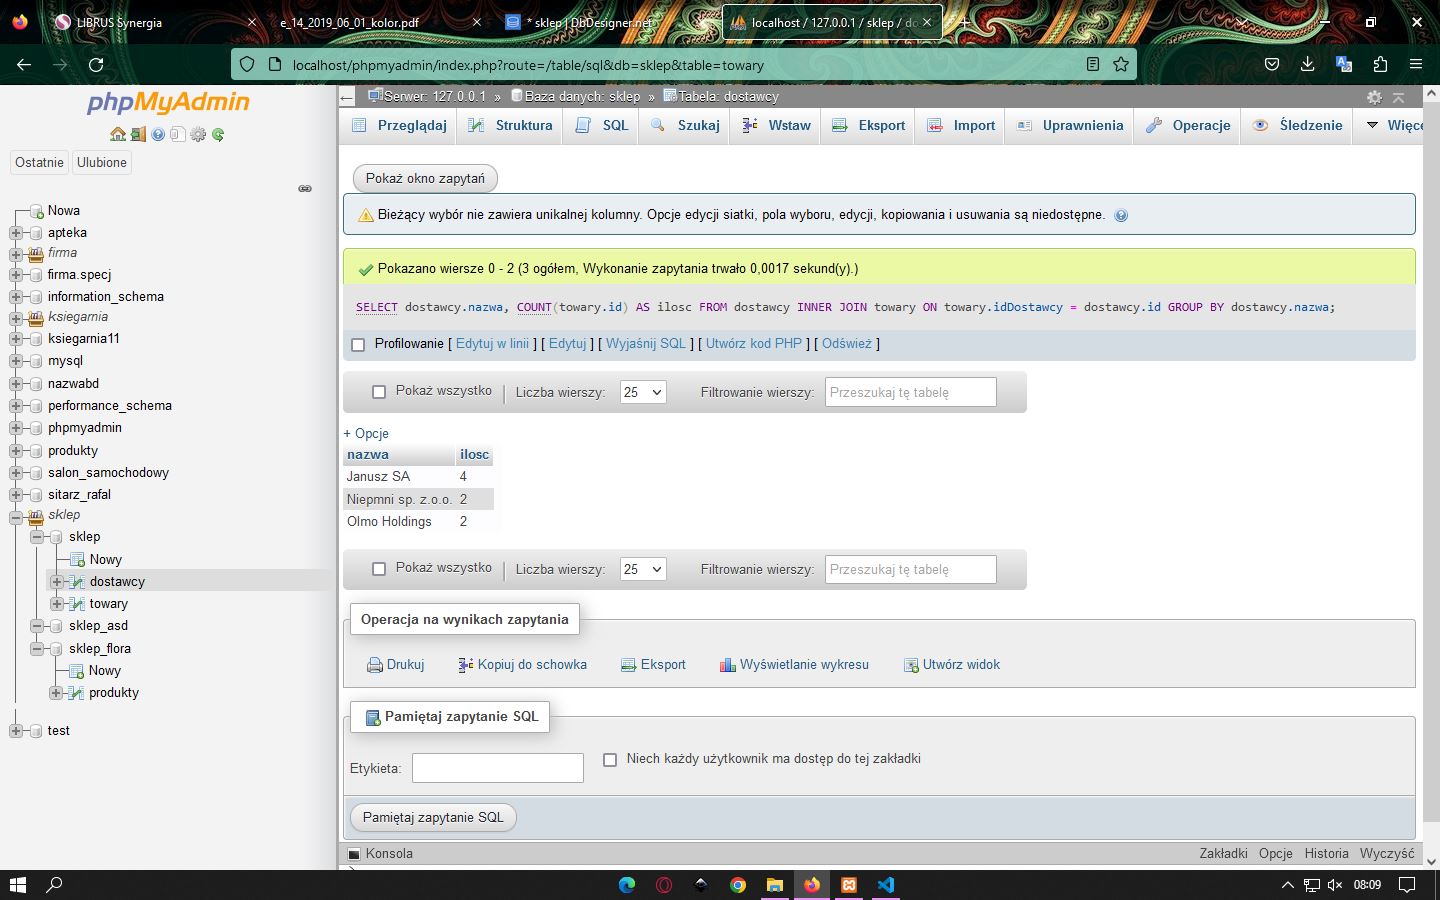 LIBRUS Synergia
e_14_2019_06_01_kolor.pdf
* sklep | DbDesigner.net
localhost / 127.0.0.1 / sklep / do
localhost/phpmyadmin/index.php?route=/table/sql&db=sklep&table=towary
phpMyAdmin
Ostatnie Ulubione
Nowa
apteka
firma
firma.specj
information_schema
ksiegarnia
ksiegarnia11
mysql
nazwabd
performance_schema
phpmyadmin
produkty
salon_samochodowy
sitarz_rafal
sklep
sklep
Nowy
dostawcy
towary
sklep_asd
sklep_flora
Nowy
produkty
test
Serwer: 127.0.0.1 » Baza danych: sklep » Tabela: dostawcy
Przeglądaj Struktura SQL Szukaj Wstaw Eksport Import Uprawnienia Operacje Śledzenie Więce
Pokaż okno zapytań
Bieżący wybór nie zawiera unikalnej kolumny. Opcje edycji siatki, pola wyboru, edycji, kopiowania i usuwania są niedostępne.
Pokazano wiersze 0 - 2 (3 ogółem, Wykonanie zapytania trwało 0,0017 sekund(y).)
SELECT dostawcy.nazwa, COUNT(towary.id) AS ilosc FROM dostawcy INNER JOIN towary ON towary.idDostawcy = dostawcy.id GROUP BY dostawcy.nazwa;
Profilowanie [ Edytuj w linii ] [ Edytuj ] [ Wyjaśnij SQL ] [ Utwórz kod PHP ] [ Odśwież ]
Pokaż wszystko Liczba wierszy: 25 Filtrowanie wierszy: Przeszukaj tę tabelę
+ Opcje
nazwa ilosc
Janusz SA 4
Niepmni sp. z.o.o. 2
Olmo Holdings 2
Pokaż wszystko Liczba wierszy: 25 Filtrowanie wierszy: Przeszukaj tę tabelę
Operacja na wynikach zapytania
Drukuj Kopiuj do schowka Eksport Wyświetlanie wykresu Utwórz widok
Pamiętaj zapytanie SQL
Etykieta: Niech każdy użytkownik ma dostęp do tej zakładki
Pamiętaj zapytanie SQL
Konsola Zakładki Opcje Historia Wyczyść
08:09